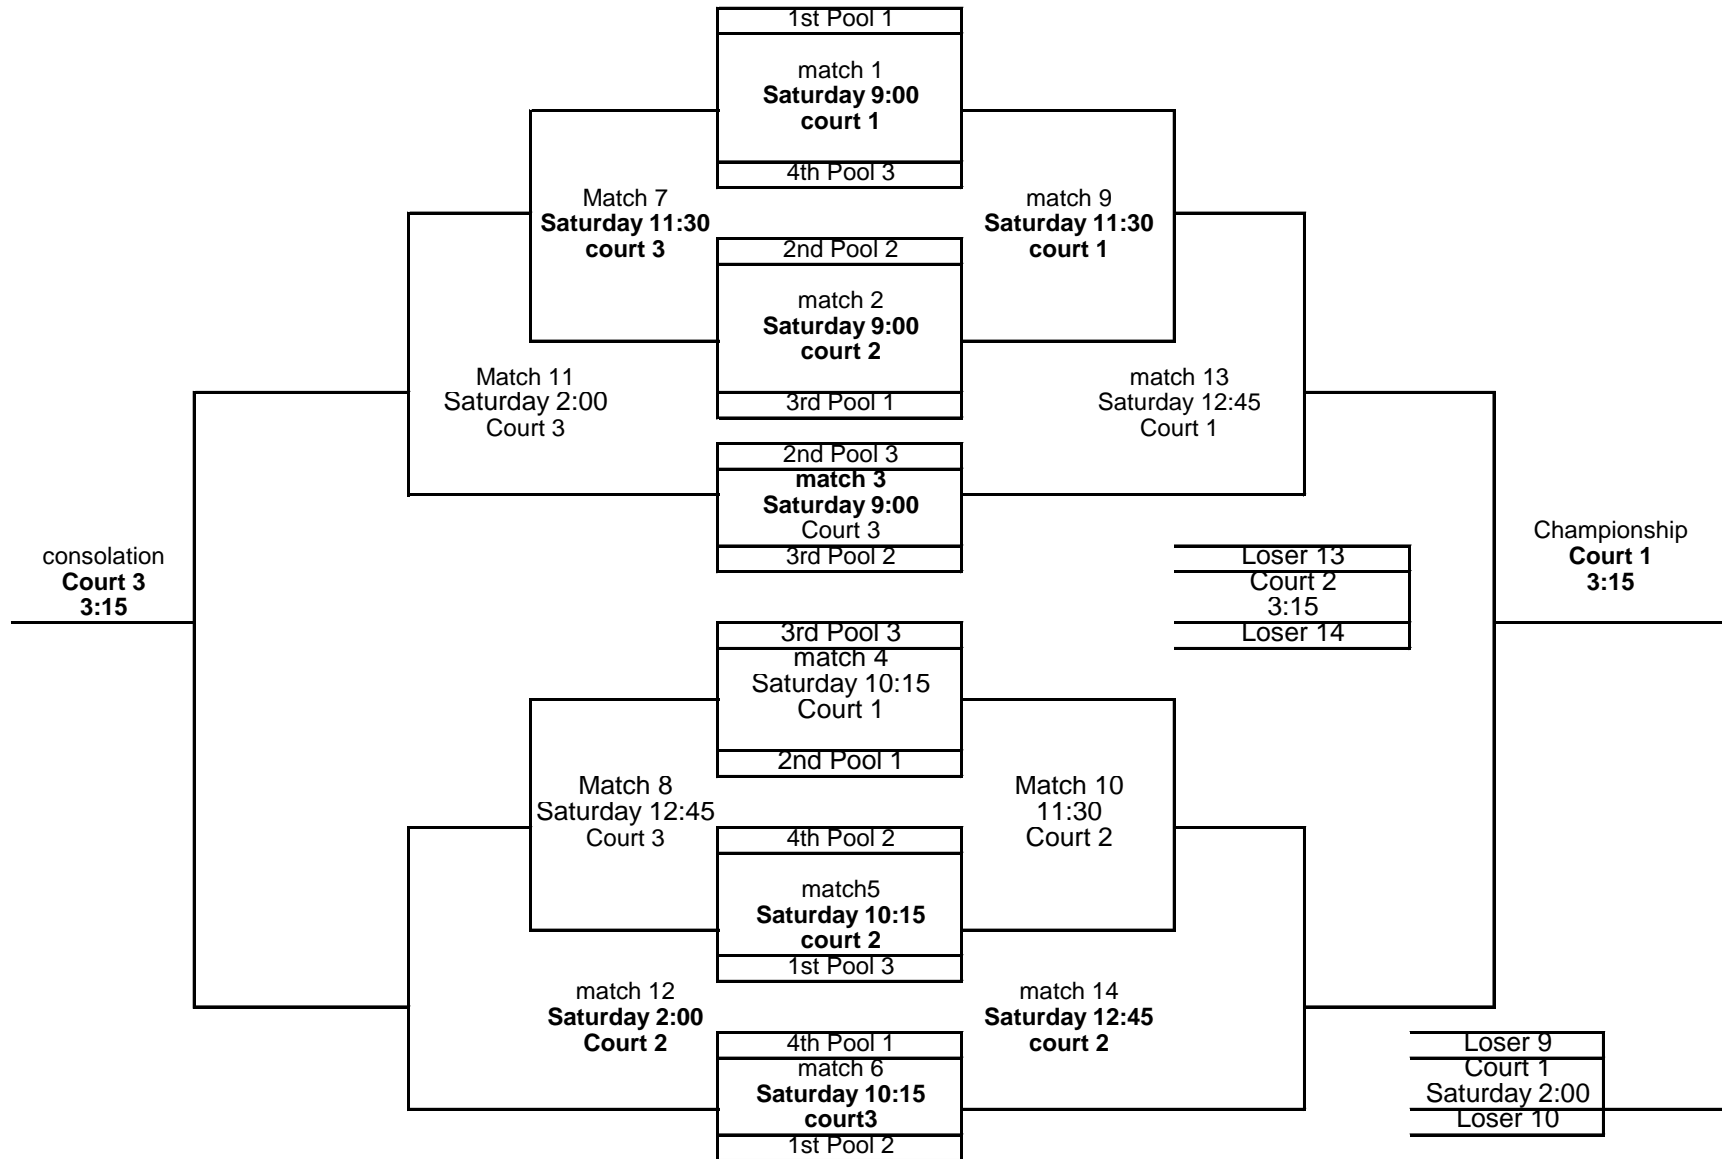 1st Pool 1
match 1
Saturday 9:00
court 1
4th Pool 3
Match 7
Saturday 11:30
court 3
match 9
Saturday 11:30
court 1
2nd Pool 2
match 2
Saturday 9:00
court 2
3rd Pool 1
Match 11
Saturday 2:00
Court 3
match 13
Saturday 12:45
Court 1
2nd Pool 3
match 3
Saturday 9:00
Court 3
3rd Pool 2
consolation
Court 3
3:15
Loser 13
Court 2
3:15
Loser 14
Championship
Court 1
3:15
3rd Pool 3
match 4
Saturday 10:15
Court 1
2nd Pool 1
Match 8
Saturday 12:45
Court 3
Match 10
11:30
Court 2
4th Pool 2
match5
Saturday 10:15
court 2
1st Pool 3
match 12
Saturday 2:00
Court 2
match 14
Saturday 12:45
court 2
4th Pool 1
match 6
Saturday 10:15
court3
1st Pool 2
Loser 9
Court 1
Saturday 2:00
Loser 10